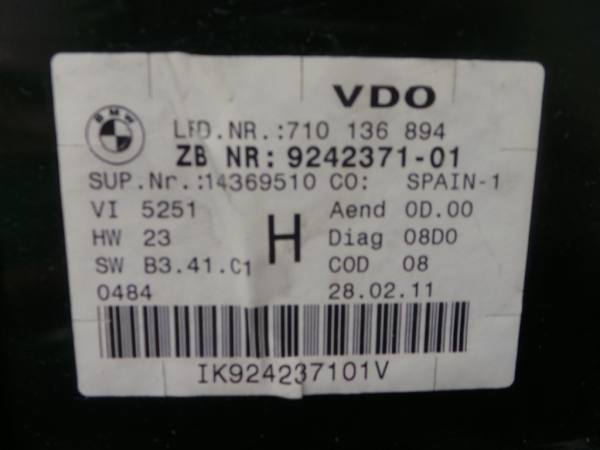 VDO
BMW
LFD.NR.:710 136 894
ZB NR: 9242371-01
SUP.Nr.:14369510 CO: SPAIN-1
VI 5251 Aend 0D.00
HW 23 H Diag 08D0
SW B3.41.C1 COD 08
0484 28.02.11
IK924237101V